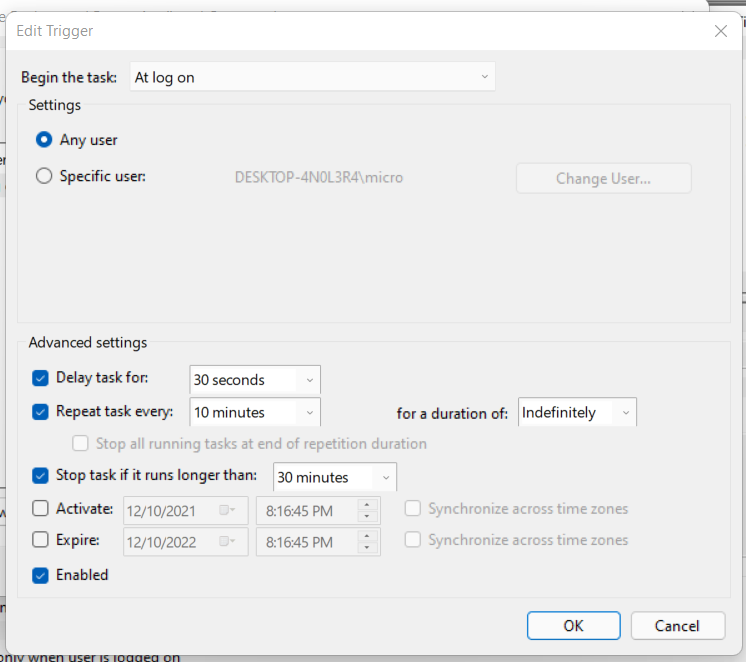 Edit Trigger
Begin the task: At log on
Settings
Any user
Specific user: DESKTOP-4N0L3R4\micro Change User...
Advanced settings
Delay task for: 30 seconds
Repeat task every: 10 minutes for a duration of: Indefinitely
Stop all running tasks at end of repetition duration
Stop task if it runs longer than: 30 minutes
Activate: 12/10/2021 8:16:45 PM Synchronize across time zones
Expire: 12/10/2022 8:16:45 PM Synchronize across time zones
Enabled
OK Cancel
only when user is logged on